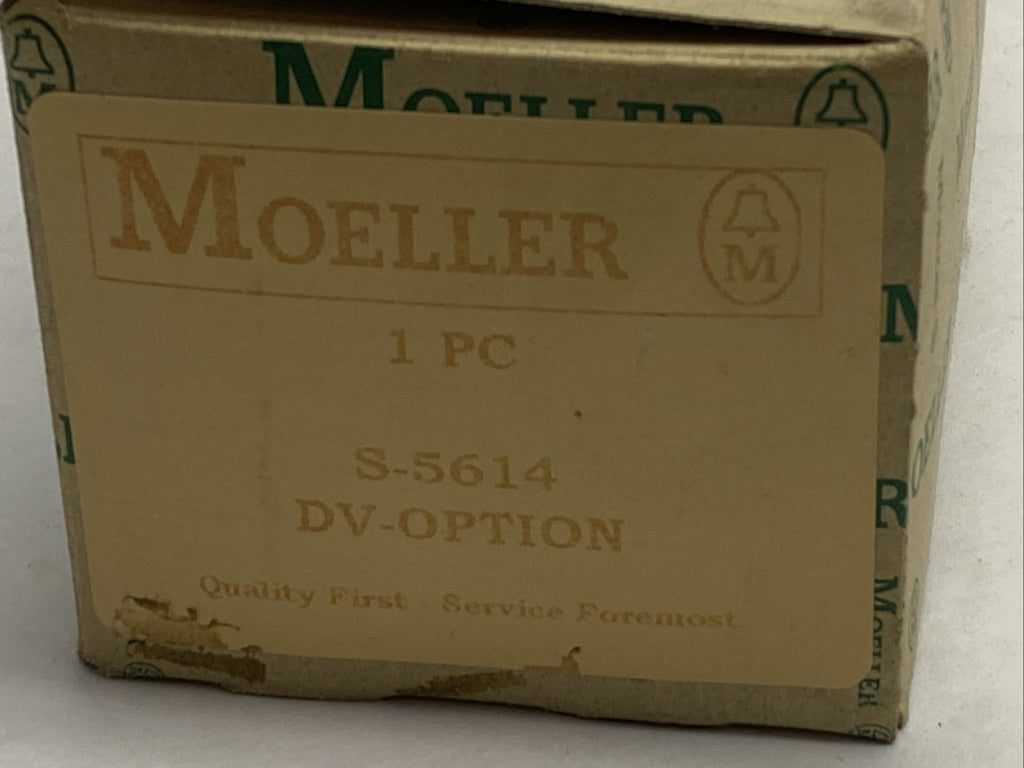 MOELLER
M
MOELLER
M
1 PC
S-5614
DV-OPTION
Quality First - Service Foremost
M
R
MOELLER